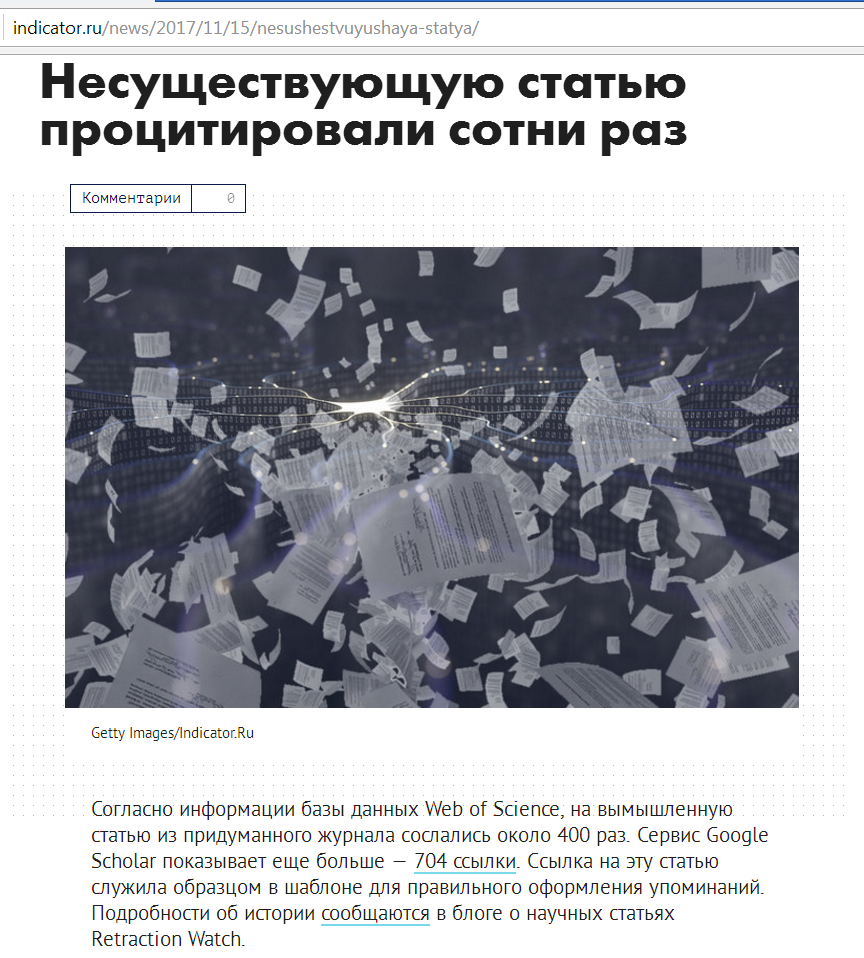 indicator.ru/news/2017/11/15/nesushestvuyushaya-statya/
Несуществующую статью
процитировали сотни раз
Комментарии 0
Getty Images/Indicator.Ru
Согласно информации базы данных Web of Science, на вымышленную
статью из придуманного журнала сослались около 400 раз. Сервис Google
Scholar показывает еще больше — 704 ссылки. Ссылка на эту статью
служила образцом в шаблоне для правильного оформления упоминаний.
Подробности об истории сообщаются в блоге о научных статьях
Retraction Watch.